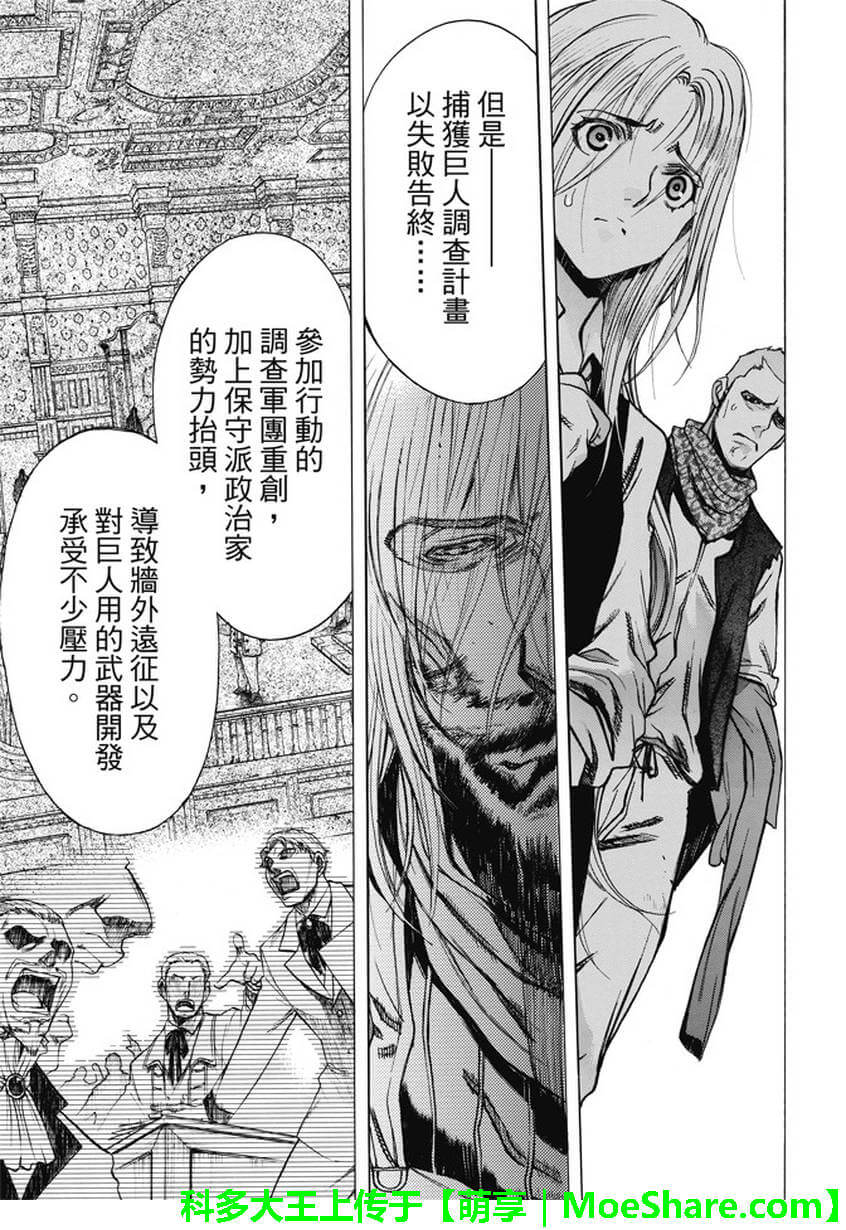 但是——
捕獲巨人調查計畫
以失敗告終……
參加行動的
調查軍團重創，
加上保守派政治家
的勢力抬頭，
導致牆外遠征以及
對巨人用的武器開發
承受不少壓力。
科多大王上传于【萌享｜MoeShare.com】